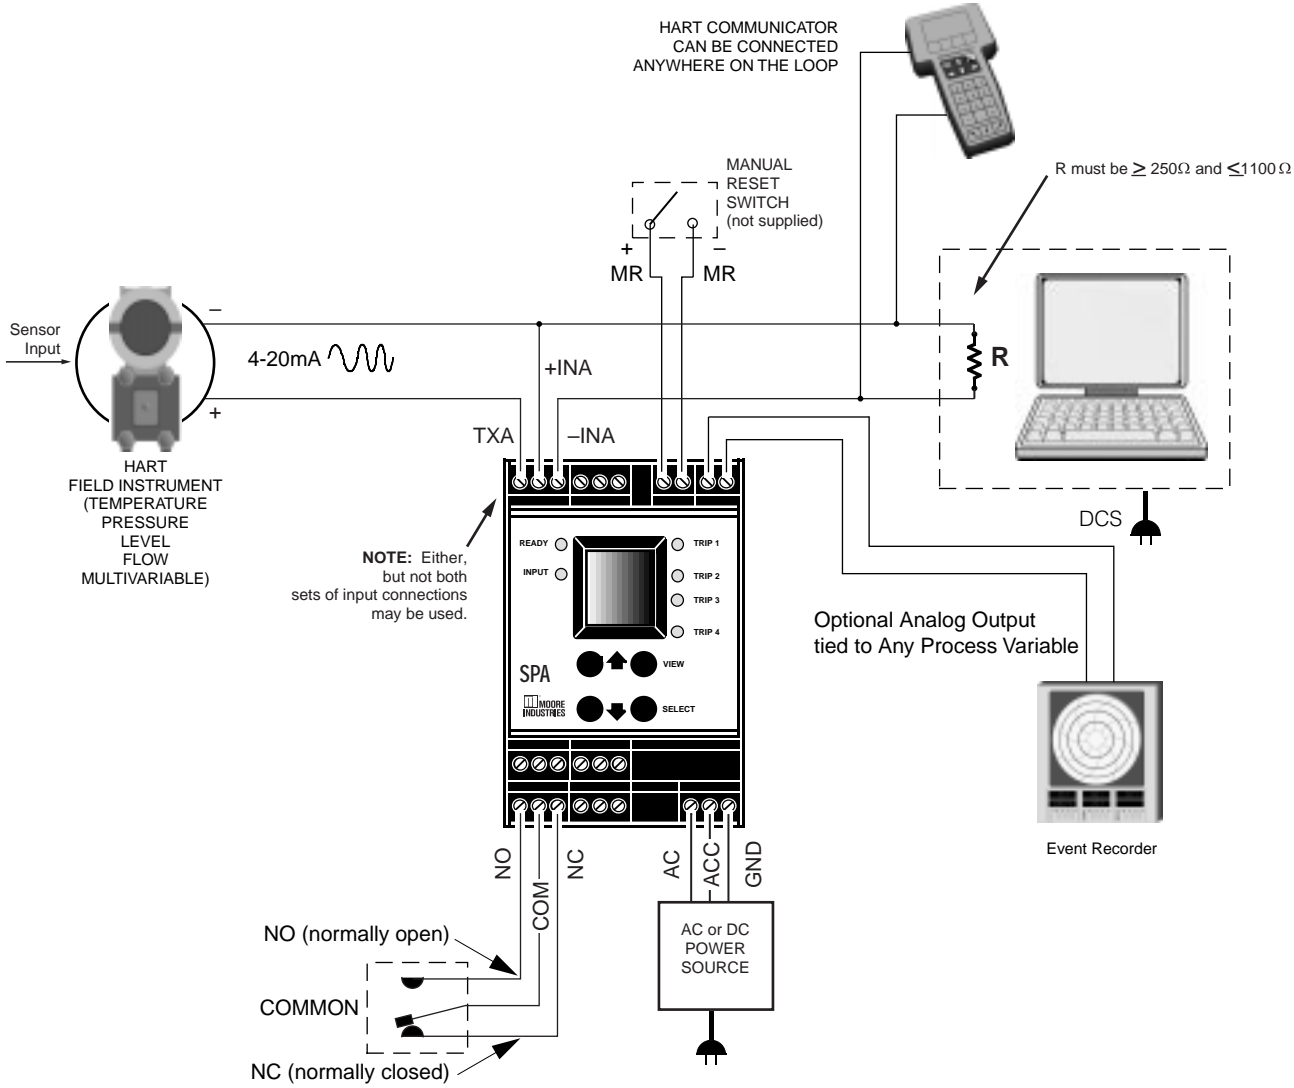 HART COMMUNICATOR
CAN BE CONNECTED
ANYWHERE ON THE LOOP
MANUAL
RESET
SWITCH
(not supplied)
R must be ≥ 250Ω and ≤1100 Ω
+
–
MR
MR
Sensor
Input
–
4-20mA
+INA
R
+
TXA
–INA
HART
FIELD INSTRUMENT
(TEMPERATURE
PRESSURE
LEVEL
FLOW
MULTIVARIABLE)
DCS
NOTE: Either,
but not both
sets of input connections
may be used.
READY
INPUT
TRIP 1
TRIP 2
TRIP 3
TRIP 4
VIEW
SELECT
SPA
MOORE
INDUSTRIES
Optional Analog Output
tied to Any Process Variable
Event Recorder
NO
COM
NC
AC
ACC
GND
AC or DC
POWER
SOURCE
NO (normally open)
COMMON
NC (normally closed)